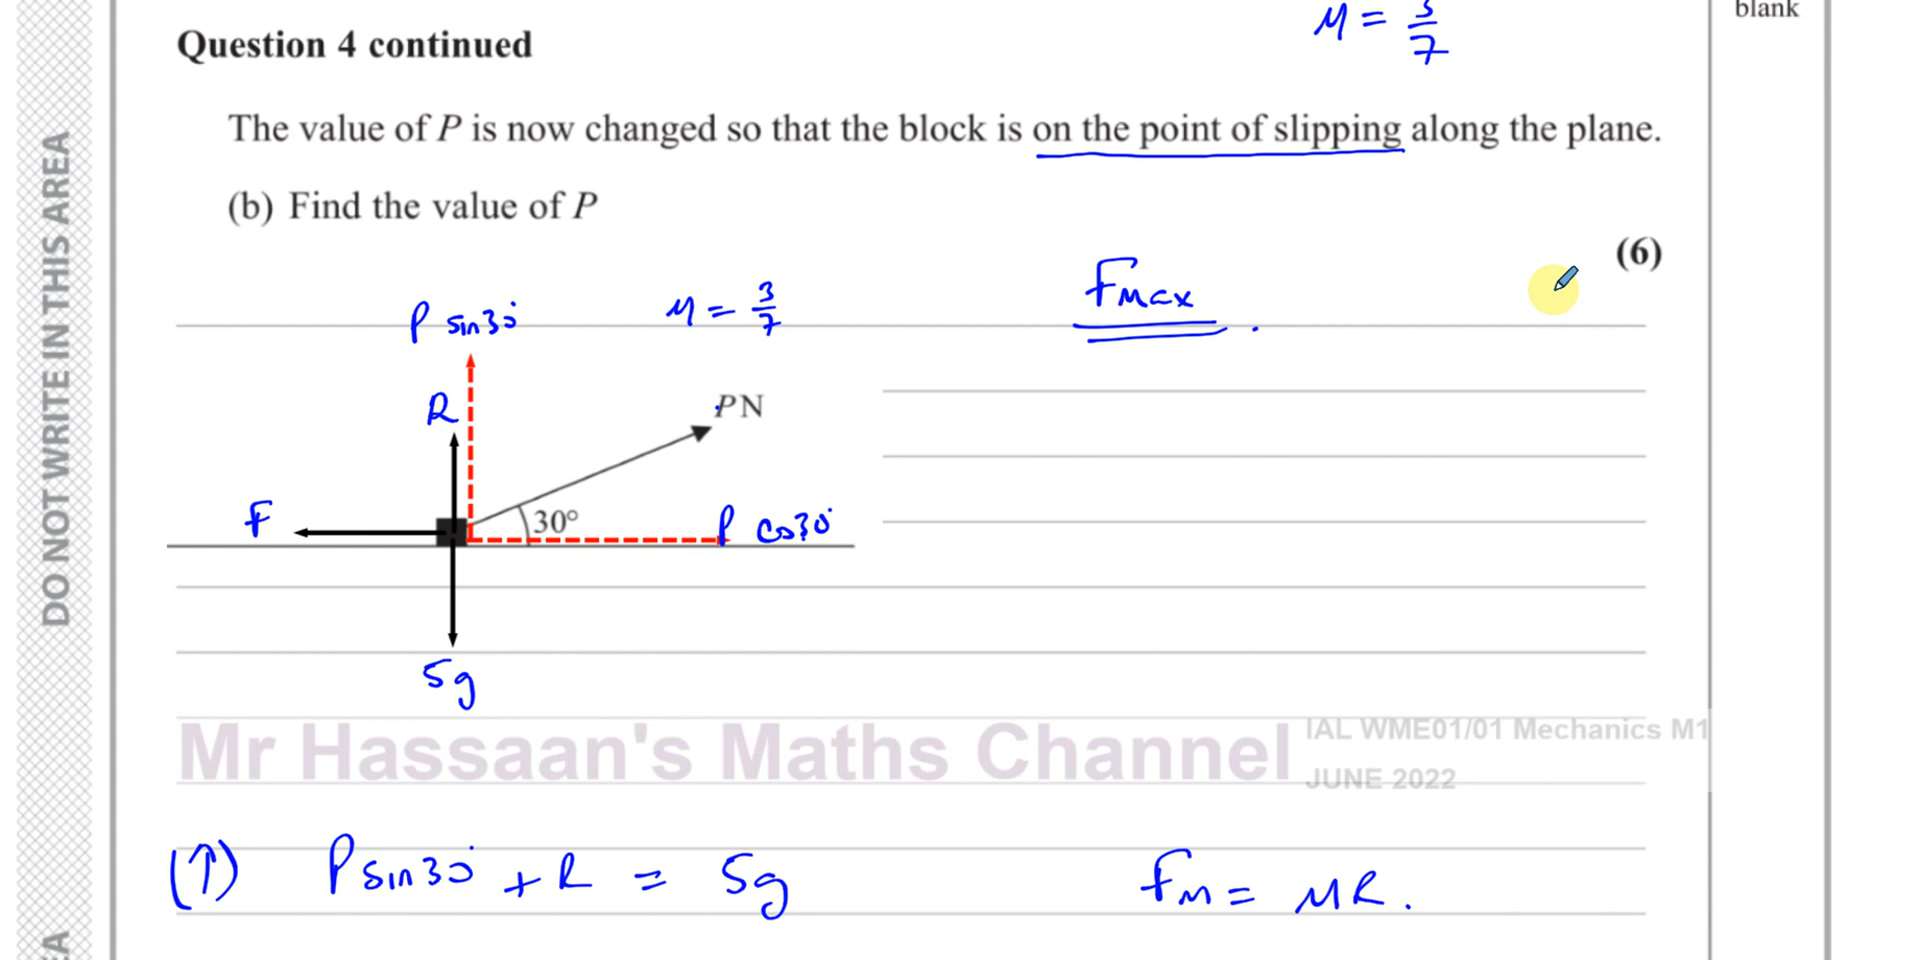 blank
μ = 3/7
Question 4 continued
The value of P is now changed so that the block is on the point of slipping along the plane.
(b) Find the value of P
(6)
P sin30°
μ = 3/7
Fmax.
R
PN
F
30°
P cos30°
5g
Mr Hassaan's Maths Channel
IAL WME01/01 Mechanics M1
JUNE 2022
(↑) P sin30° + R = 5g
Fm = μR.
DO NOT WRITE IN THIS AREA
EA